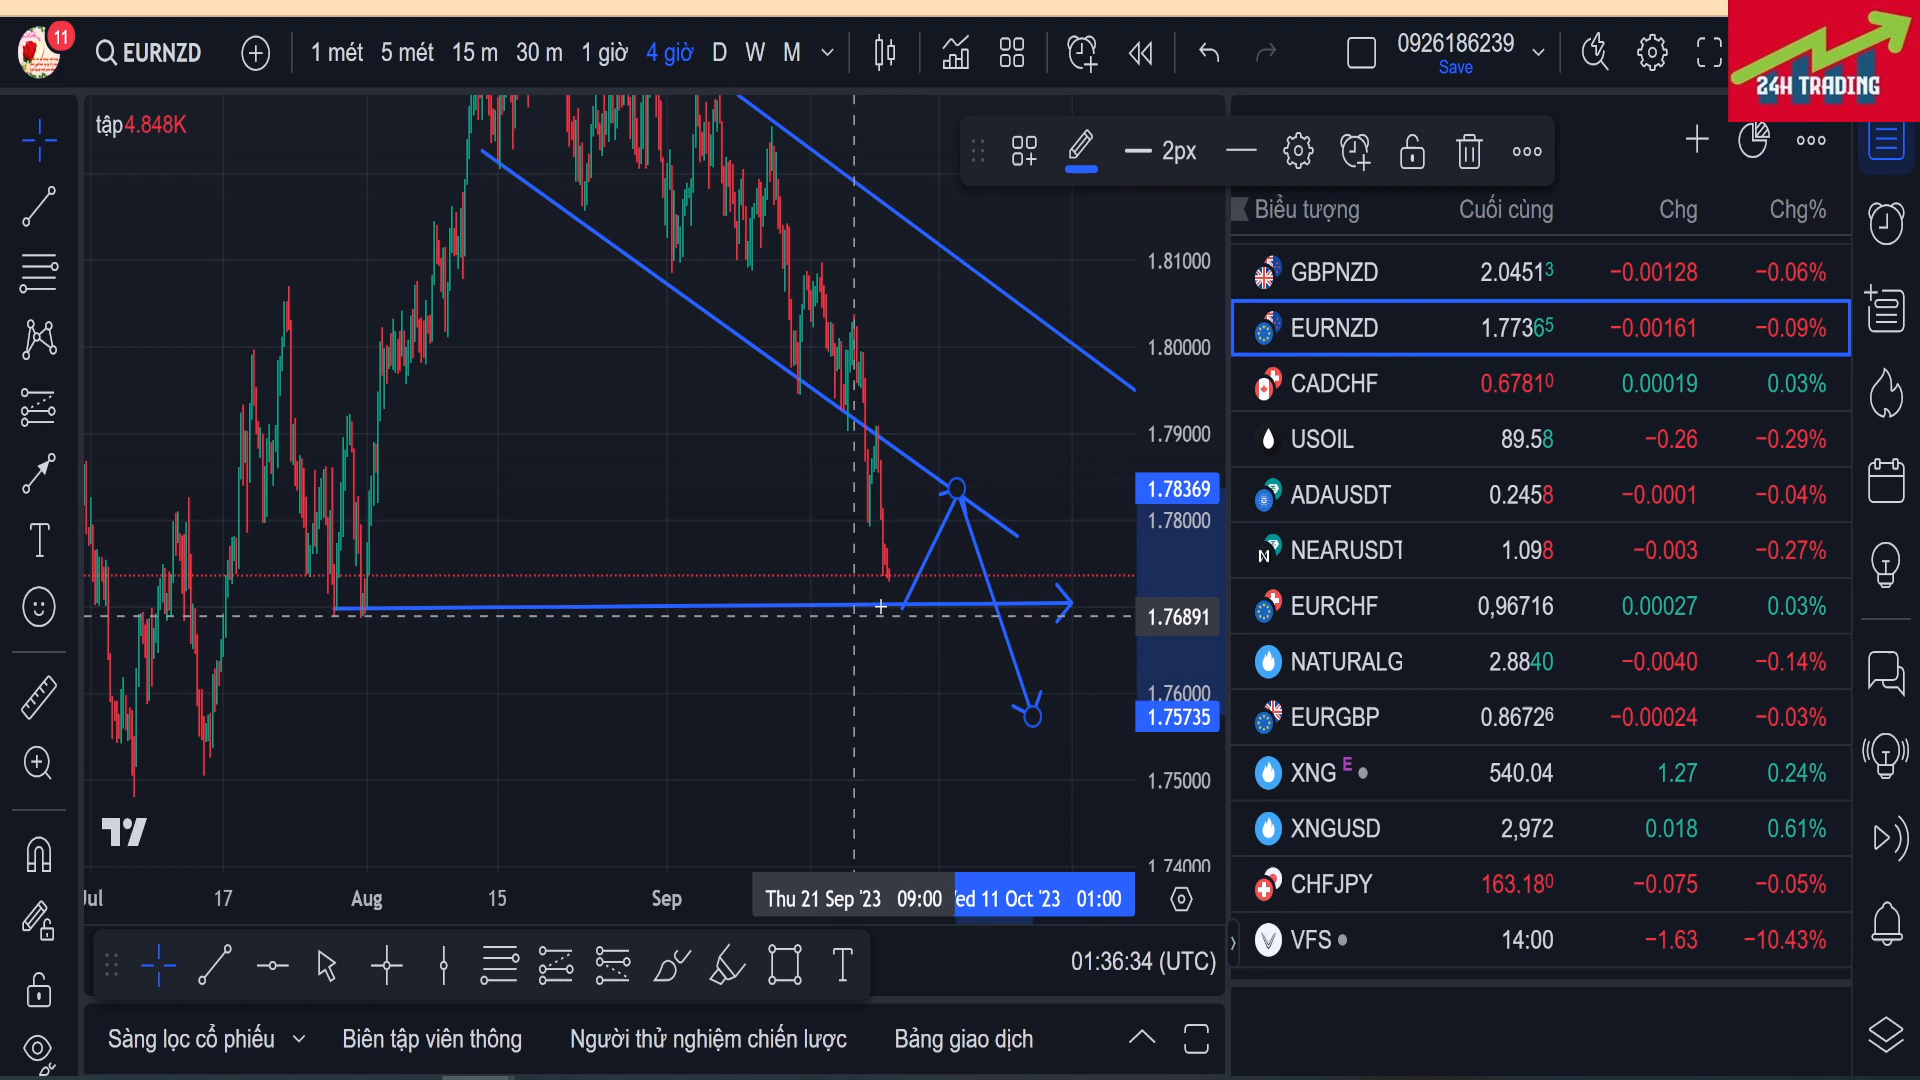 11
EURNZD
1 mét 5 mét 15 m 30 m 1 giờ 4 giờ D W M
0926186239
Save
24H TRADING
tập4.848K
2px
1.81000
1.80000
1.79000
1.78369
1.78000
1.76891
1.76000
1.75735
1.75000
1.74000
Jul 17 Aug 15 Sep
Thu 21 Sep '23 09:00
ed 11 Oct '23 01:00
01:36:34 (UTC)
Sàng lọc cổ phiếu Biên tập viên thông Người thử nghiệm chiến lược Bảng giao dịch
Biểu tượng Cuối cùng Chg Chg%
GBPNZD 2.04513 −0.00128 −0.06%
EURNZD 1.77365 −0.00161 −0.09%
CADCHF 0.67810 0.00019 0.03%
USOIL 89.58 −0.26 −0.29%
ADAUSDT 0.2458 −0.0001 −0.04%
NEARUSDT 1.098 −0.003 −0.27%
EURCHF 0,96716 0.00027 0.03%
NATURALG 2.8840 −0.0040 −0.14%
EURGBP 0.86726 −0.00024 −0.03%
XNG E 540.04 1.27 0.24%
XNGUSD 2,972 0.018 0.61%
CHFJPY 163.180 −0.075 −0.05%
VFS 14:00 −1.63 −10.43%